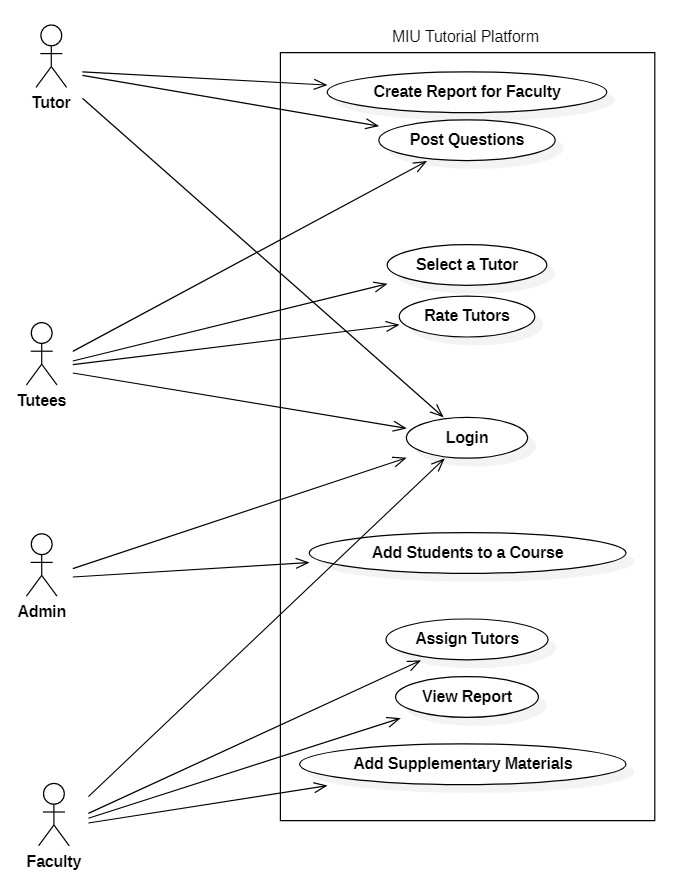 MIU Tutorial Platform
Tutor
Create Report for Faculty
Post Questions
Select a Tutor
Rate Tutors
Tutees
Login
Add Students to a Course
Admin
Assign Tutors
View Report
Add Supplementary Materials
Faculty